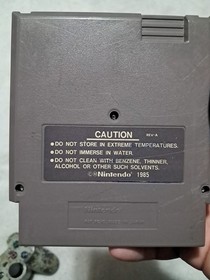 CAUTION
REV-A
•DO NOT STORE IN EXTREME TEMPERATURES.
•DO NOT IMMERSE IN WATER.
•DO NOT CLEAN WITH BENZENE, THINNER,
ALCOHOL OR OTHER SUCH SOLVENTS.
©®Nintendo® 1985